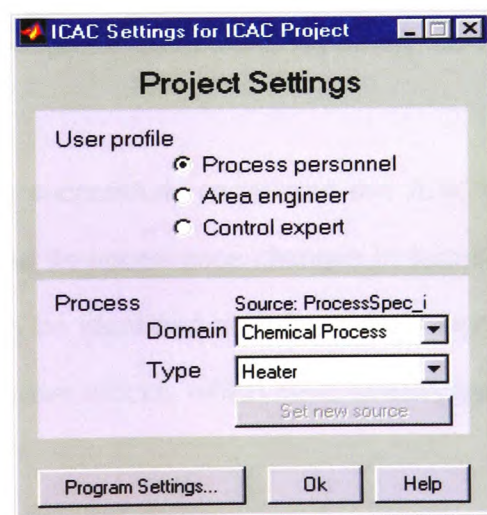 ICAC Settings for ICAC Project
Project Settings
User profile
Process personnel
Area engineer
Control expert
Process Source: ProcessSpec_i
Domain Chemical Process
Type Heater
Set new source
Program Settings... Ok Help